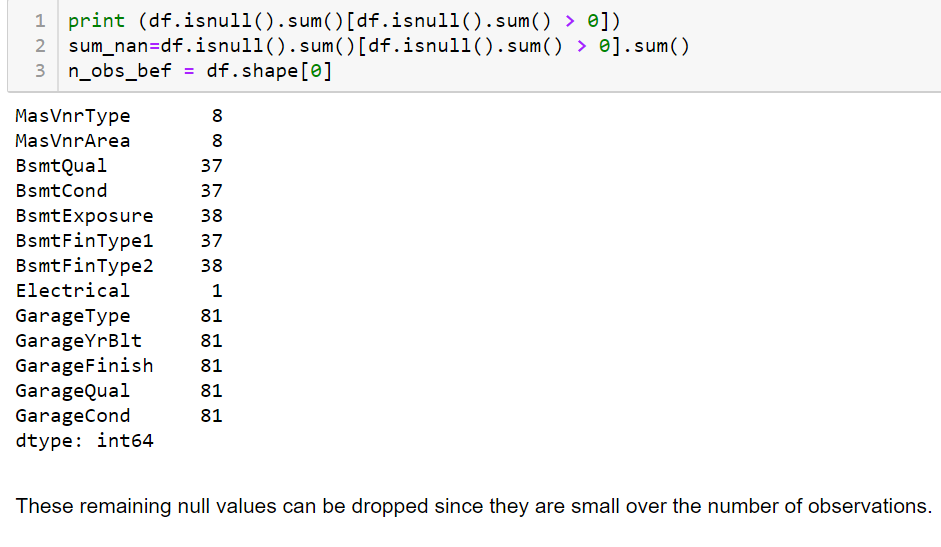 1 print (df.isnull().sum()[df.isnull().sum() > 0])
2 sum_nan=df.isnull().sum()[df.isnull().sum() > 0].sum()
3 n_obs_bef = df.shape[0]
MasVnrType 8
MasVnrArea 8
BsmtQual 37
BsmtCond 37
BsmtExposure 38
BsmtFinType1 37
BsmtFinType2 38
Electrical 1
GarageType 81
GarageYrBlt 81
GarageFinish 81
GarageQual 81
GarageCond 81
dtype: int64
These remaining null values can be dropped since they are small over the number of observations.